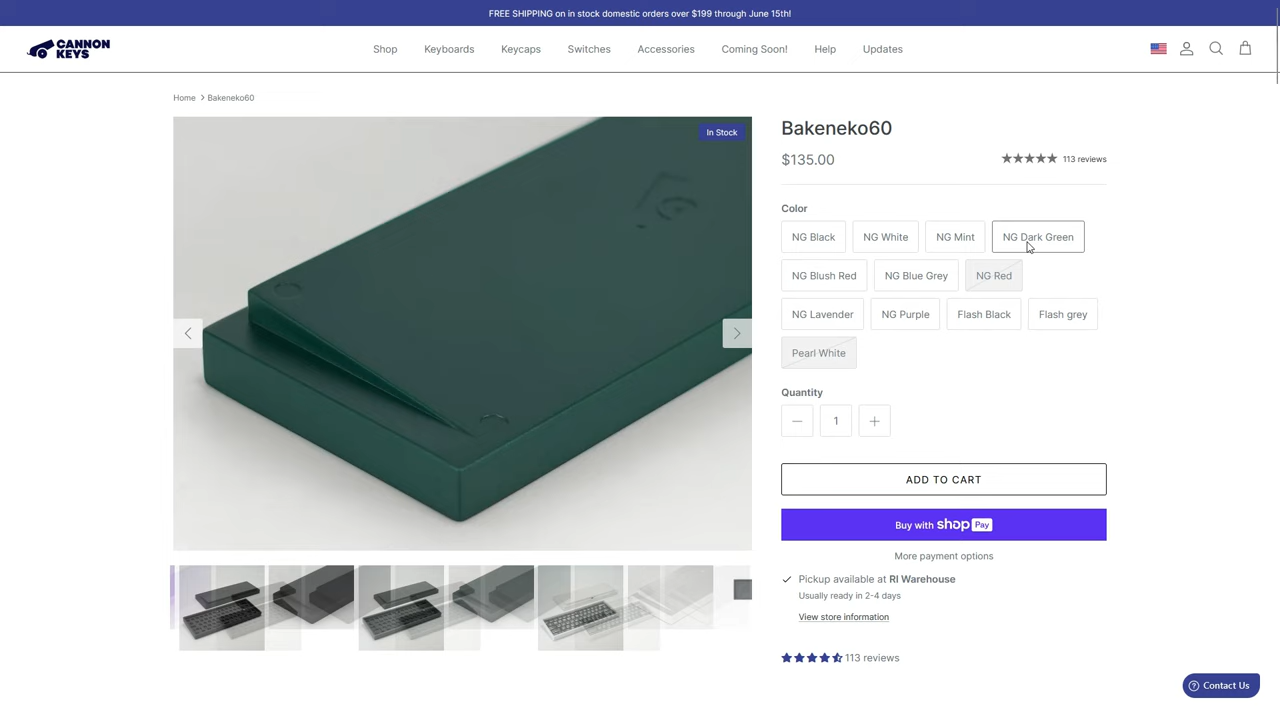 FREE SHIPPING on in stock domestic orders over $199 through June 15th!
CANNON
KEYS
Shop
Keyboards
Keycaps
Switches
Accessories
Coming Soon!
Help
Updates
Home > Bakeneko60
In Stock
Bakeneko60
$135.00
113 reviews
Color
NG Black
NG White
NG Mint
NG Dark Green
NG Blush Red
NG Blue Grey
NG Red
NG Lavender
NG Purple
Flash Black
Flash grey
Pearl White
Quantity
1
ADD TO CART
Buy with shop Pay
More payment options
Pickup available at RI Warehouse
Usually ready in 2-4 days
View store information
113 reviews
Contact Us